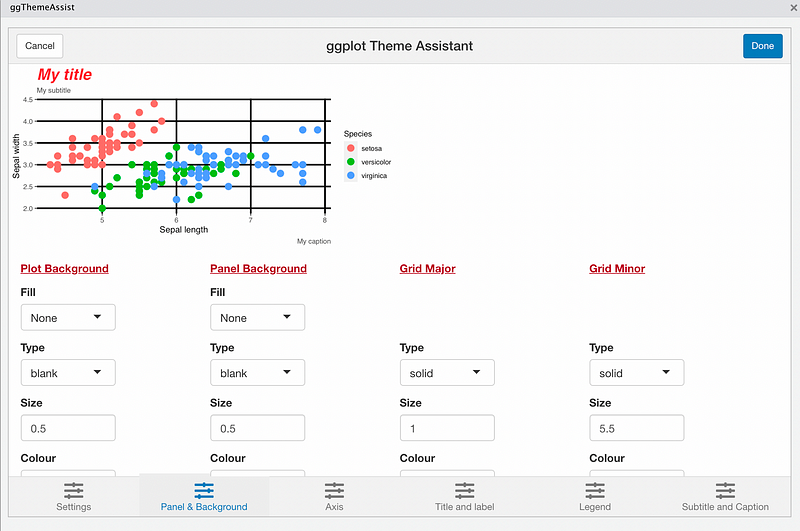 ggThemeAssist
Cancel
ggplot Theme Assistant
Done
My title
My subtitle
4.5
4.0
3.5
3.0
2.5
2.0
Sepal width
5 6 7 8
Sepal length
My caption
Species
setosa
versicolor
virginica
Plot Background Panel Background Grid Major Grid Minor
Fill Fill
None None
Type Type Type Type
blank blank solid solid
Size Size Size Size
0.5 0.5 1 5.5
Colour Colour Colour Colour
Settings Panel & Background Axis Title and label Legend Subtitle and Caption